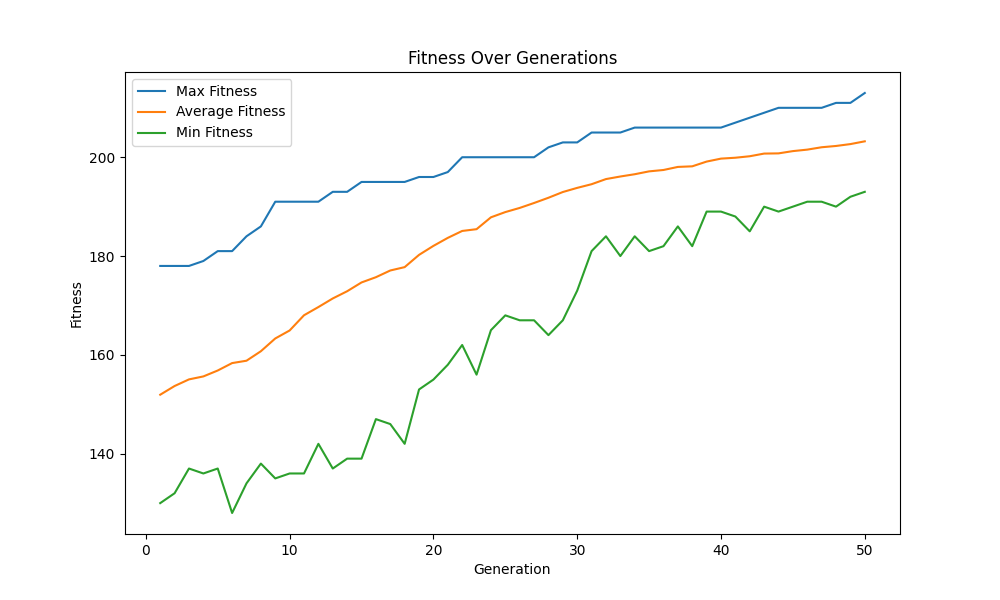 Fitness Over Generations
Max Fitness
Average Fitness
Min Fitness
Fitness
200
180
160
140
0 10 20 30 40 50
Generation